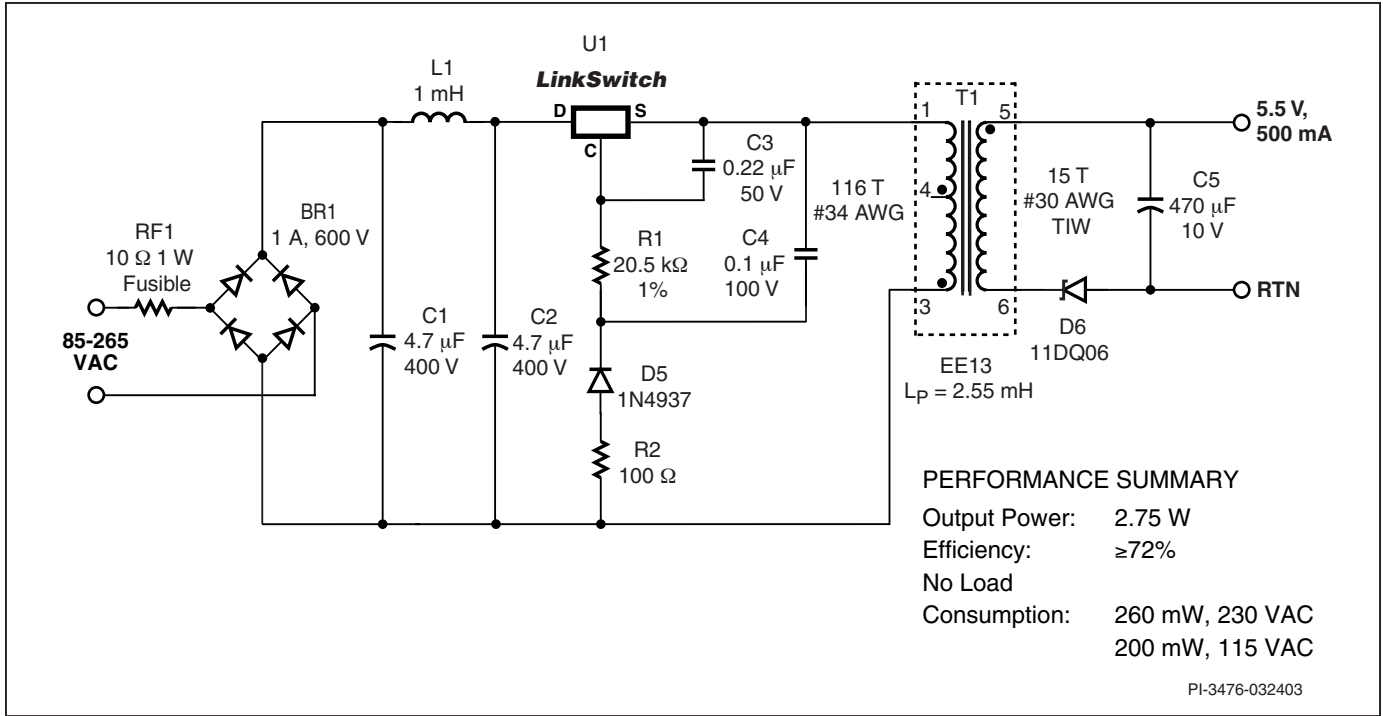 U1
LinkSwitch
L1
1 mH
D
S
C
T1
1
5
5.5 V,
500 mA
C3
0.22 μF
50 V
116 T
#34 AWG
4
15 T
#30 AWG
TIW
C5
470 μF
10 V
BR1
1 A, 600 V
RF1
10 Ω 1 W
Fusible
R1
20.5 kΩ
1%
C4
0.1 μF
100 V
3
6
RTN
85-265
VAC
C1
4.7 μF
400 V
C2
4.7 μF
400 V
D6
11DQ06
D5
1N4937
EE13
LP = 2.55 mH
R2
100 Ω
PERFORMANCE SUMMARY
Output Power: 2.75 W
Efficiency: ≥72%
No Load
Consumption: 260 mW, 230 VAC
200 mW, 115 VAC
PI-3476-032403